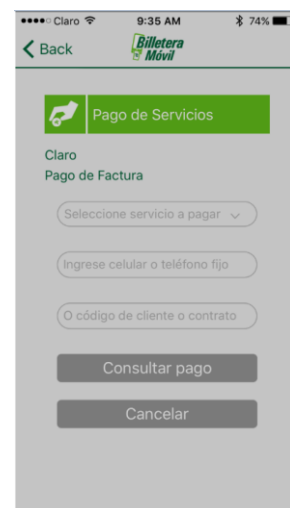 Claro 9:35 AM 74%
Back
Billetera
Móvil
Pago de Servicios
Claro
Pago de Factura
Seleccione servicio a pagar
Ingrese celular o teléfono fijo
O código de cliente o contrato
Consultar pago
Cancelar